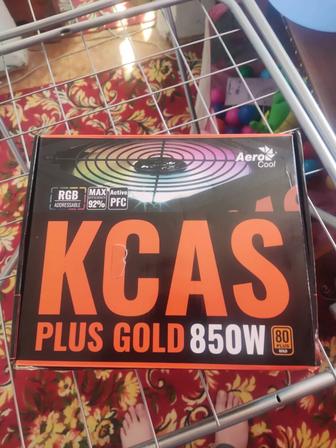 Aero
Cool
RGB
ADDRESSABLE
MAX
92%
Active
PFC
KCAS
PLUS GOLD 850W
80
PLUS
GOLD